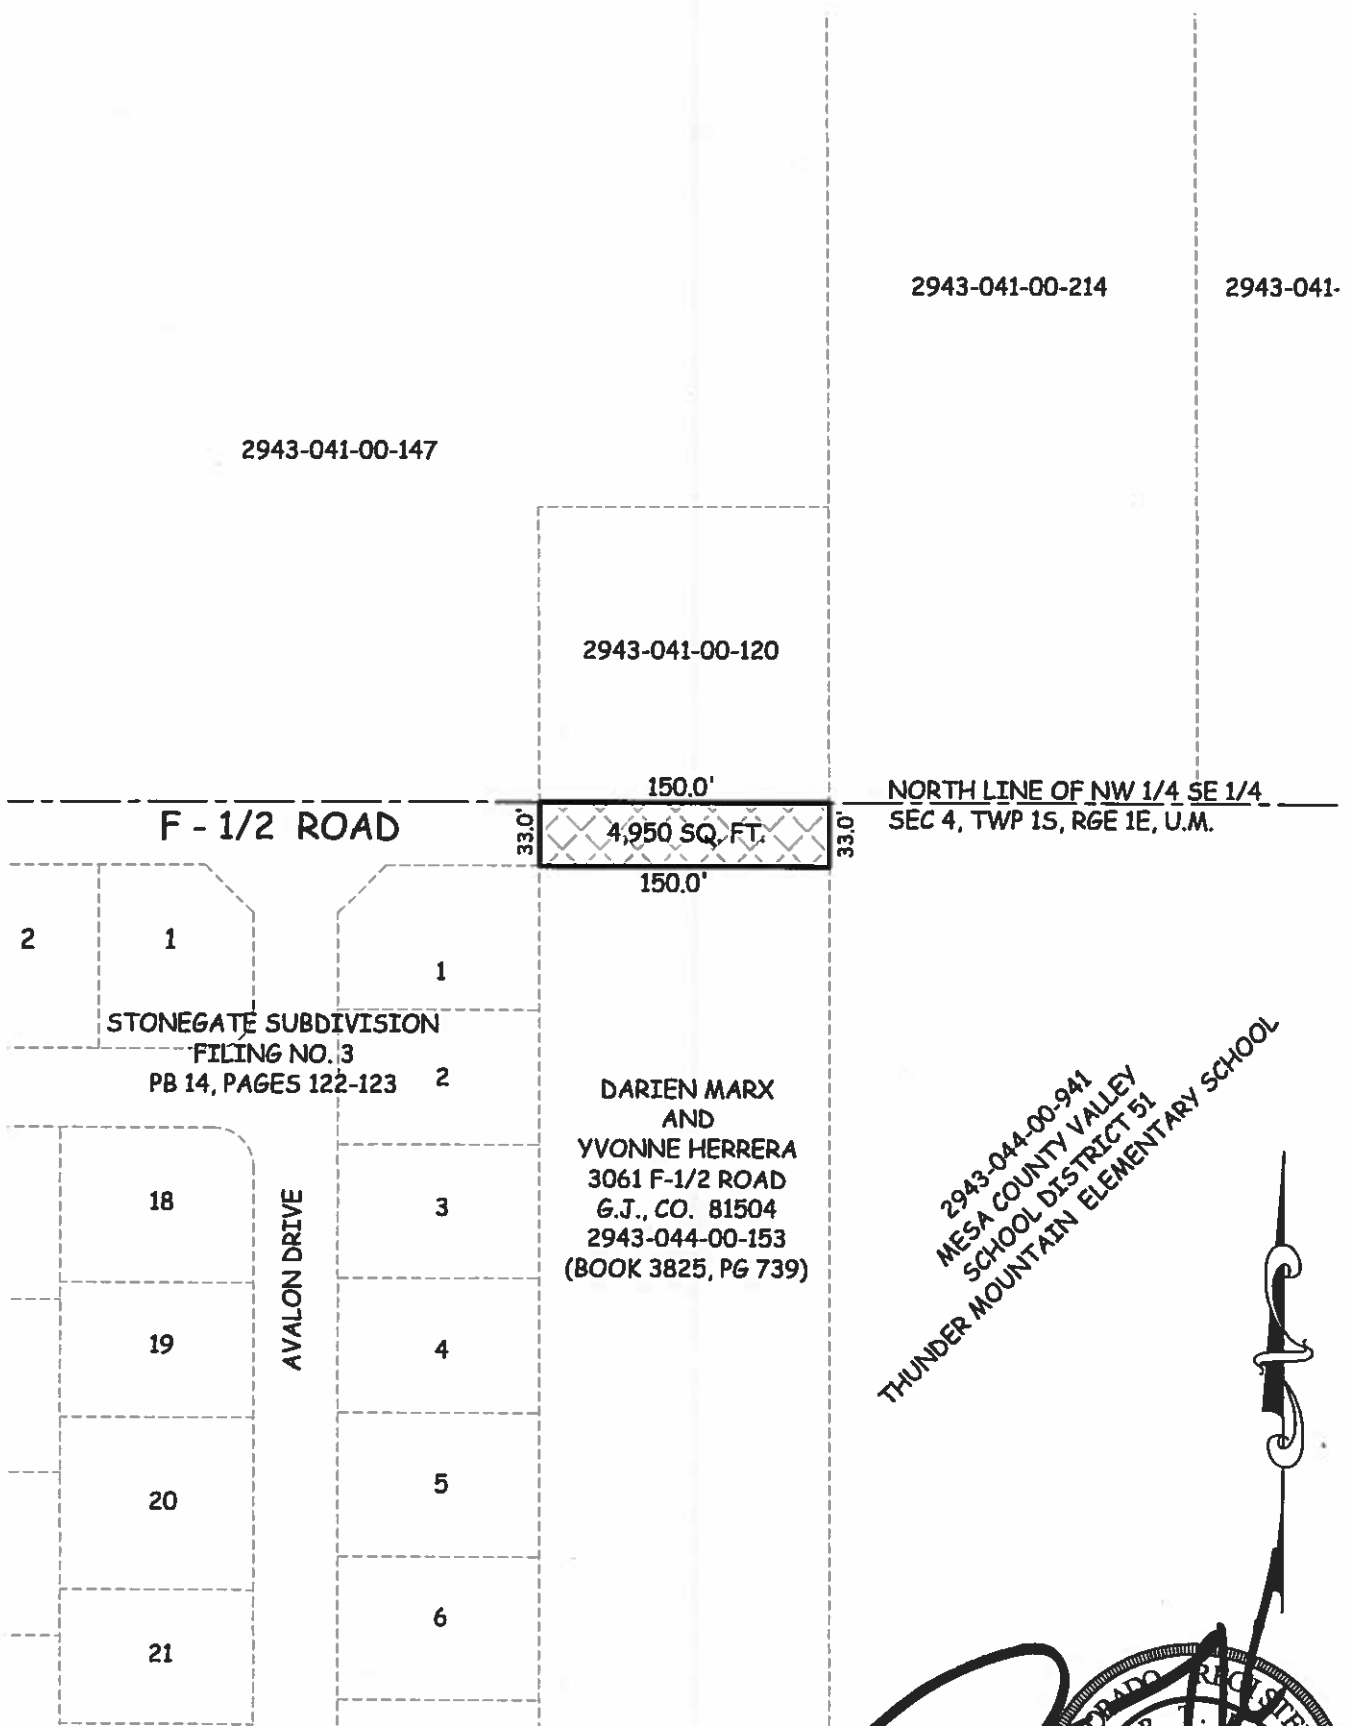 2943-041-00-214
2943-041-
2943-041-00-147
2943-041-00-120
150.0'
NORTH LINE OF NW 1/4 SE 1/4
SEC 4, TWP 1S, RGE 1E, U.M.
F - 1/2 ROAD
33.0'
4,950 SQ. FT.
33.0'
150.0'
2
1
1
STONEGATE SUBDIVISION
FILING NO. 3
PB 14, PAGES 122-123
2
DARIEN MARX
AND
YVONNE HERRERA
3061 F-1/2 ROAD
G.J., CO. 81504
2943-044-00-153
(BOOK 3825, PG 739)
2943-044-00-941
MESA COUNTY VALLEY
SCHOOL DISTRICT 51
THUNDER MOUNTAIN ELEMENTARY SCHOOL
18
AVALON DRIVE
3
19
4
20
5
21
6